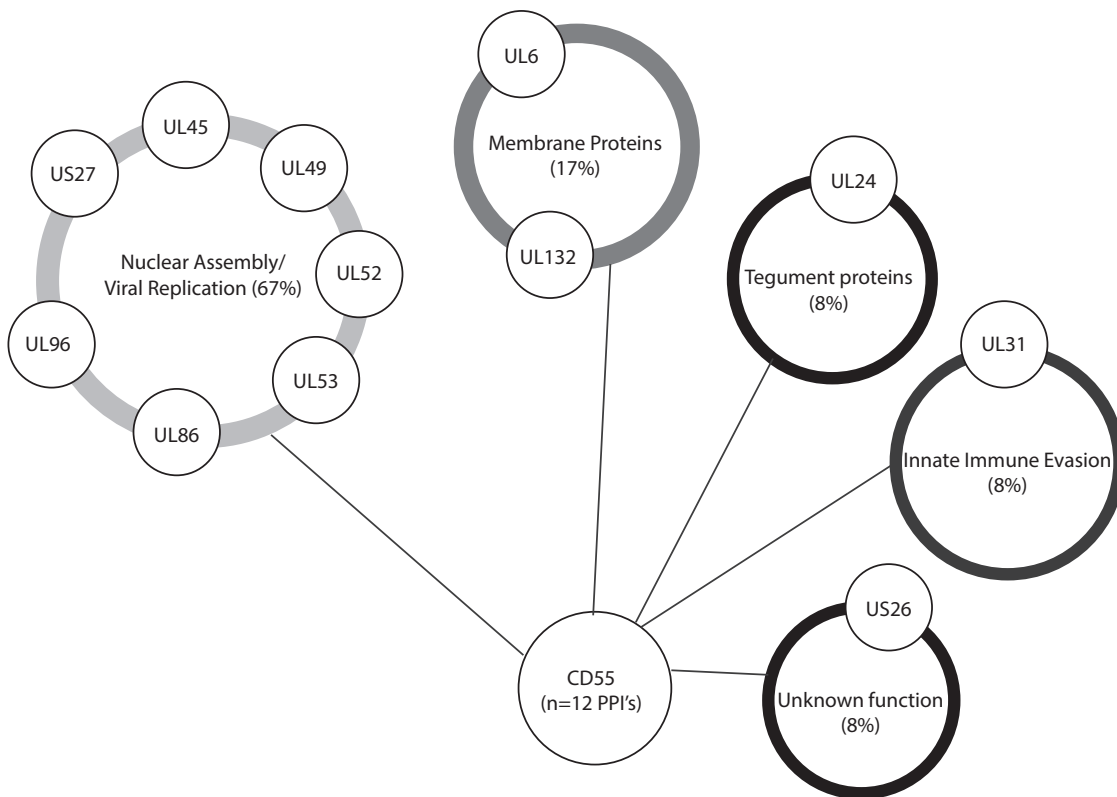 UL45
US27
UL49
Nuclear Assembly/
Viral Replication (67%)
UL52
UL96
UL53
UL86
UL6
Membrane Proteins
(17%)
UL132
UL24
Tegument proteins
(8%)
UL31
Innate Immune Evasion
(8%)
US26
Unknown function
(8%)
CD55
(n=12 PPI's)